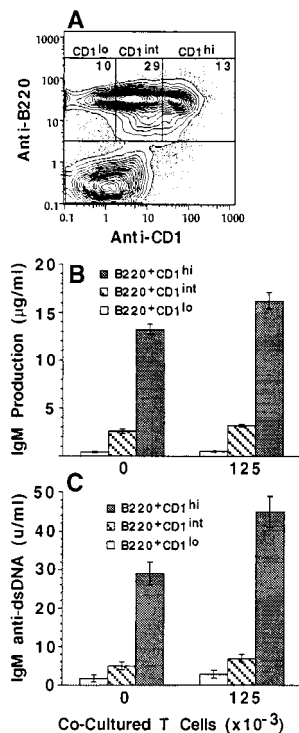 A
CD1lo CD1int CD1hi
10 29 13
1000
100
10
1
0.1
Anti-B220
0.1 1 10 100 1000
Anti-CD1
B
20
15
10
5
IgM Production (µg/ml)
B220+CD1hi
B220+CD1int
B220+CD1lo
0 125
C
50
40
30
20
10
0
IgM anti-dsDNA (u/ml)
B220+CD1hi
B220+CD1int
B220+CD1lo
0 125
Co-Cultured T Cells (x10-3)